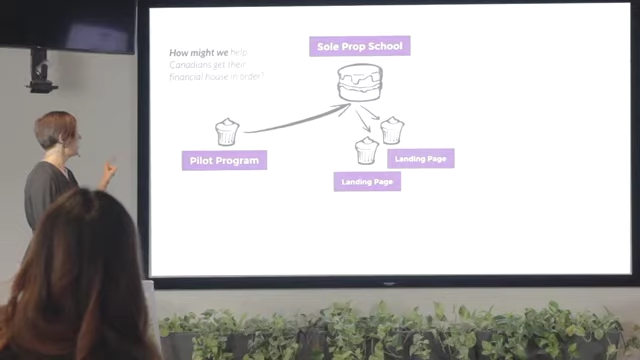 How might we help
Canadians get their
financial house in order?
Sole Prop School
Pilot Program
Landing Page
Landing Page